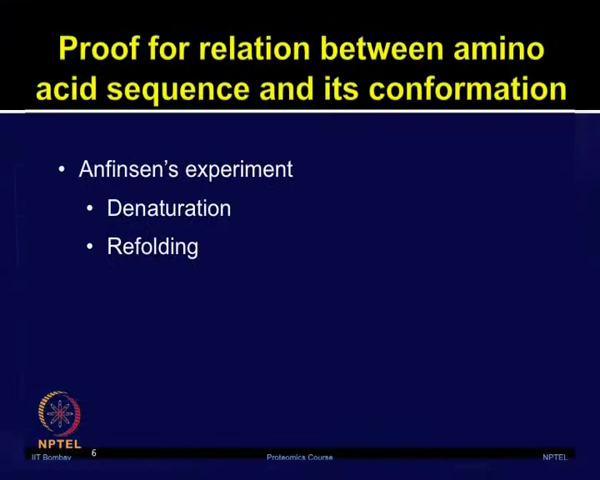 Proof for relation between amino
acid sequence and its conformation
• Anfinsen's experiment
• Denaturation
• Refolding
NPTEL
IIT Bombay
6
Proteomics Course
NPTEL